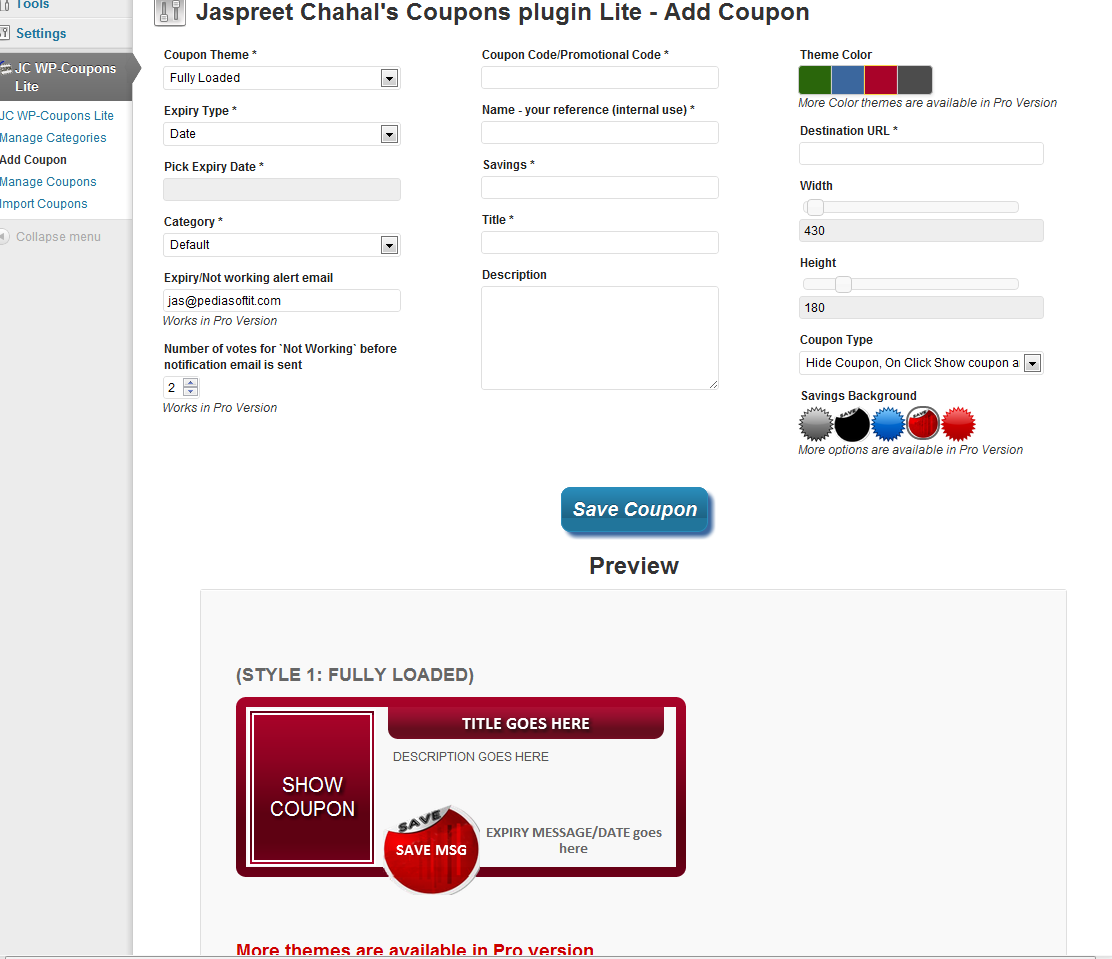 Tools
Settings
JC WP-Coupons
Lite
JC WP-Coupons Lite
Manage Categories
Add Coupon
Manage Coupons
Import Coupons
Collapse menu
Jaspreet Chahal's Coupons plugin Lite - Add Coupon
Coupon Theme *
Fully Loaded
Expiry Type *
Date
Pick Expiry Date *
Category *
Default
Expiry/Not working alert email
jas@pediasoftit.com
Works in Pro Version
Number of votes for `Not Working` before
notification email is sent
2
Works in Pro Version
Coupon Code/Promotional Code *
Name - your reference (internal use) *
Savings *
Title *
Description
Theme Color
More Color themes are available in Pro Version
Destination URL *
Width
430
Height
180
Coupon Type
Hide Coupon, On Click Show coupon a
Savings Background
SAVE
SAVE
More options are available in Pro Version
Save Coupon
Preview
(STYLE 1: FULLY LOADED)
SHOW
COUPON
TITLE GOES HERE
DESCRIPTION GOES HERE
SAVE
SAVE MSG
EXPIRY MESSAGE/DATE goes
here
More themes are available in Pro version